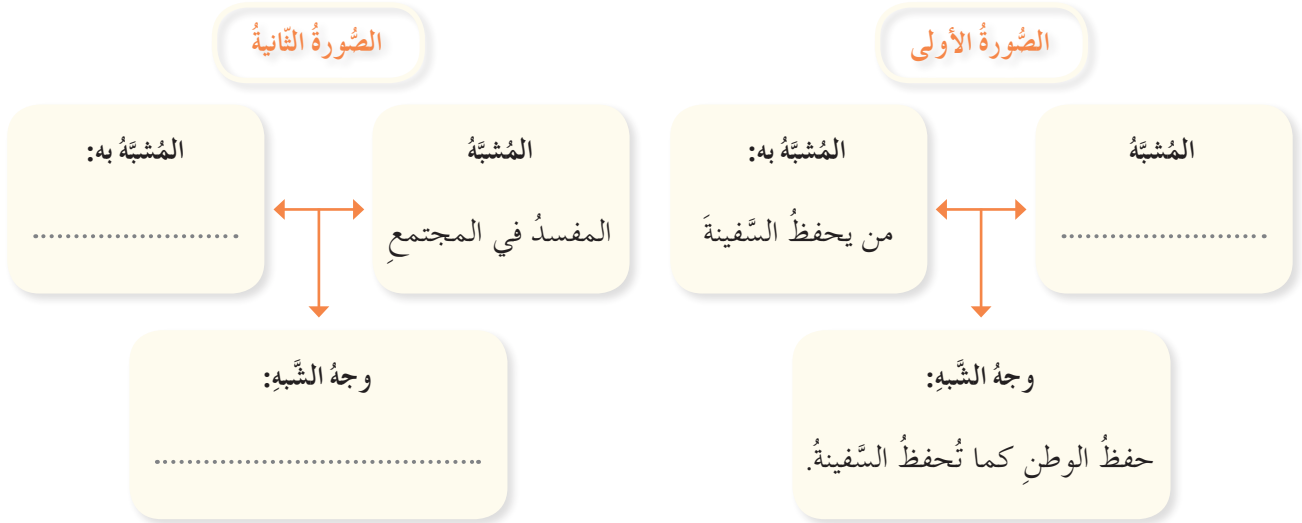 الصُّورةُ الأولى
المُشبَّهُ
........................
المُشبَّهُ به:
من يحفظُ السَّفينةَ
وجهُ الشَّبهِ:
حفظُ الوطنِ كما تُحفظُ السَّفينةُ.
الصُّورةُ الثّانيةُ
المُشبَّهُ
المفسدُ في المجتمعِ
المُشبَّهُ به:
........................
وجهُ الشَّبهِ:
......................................